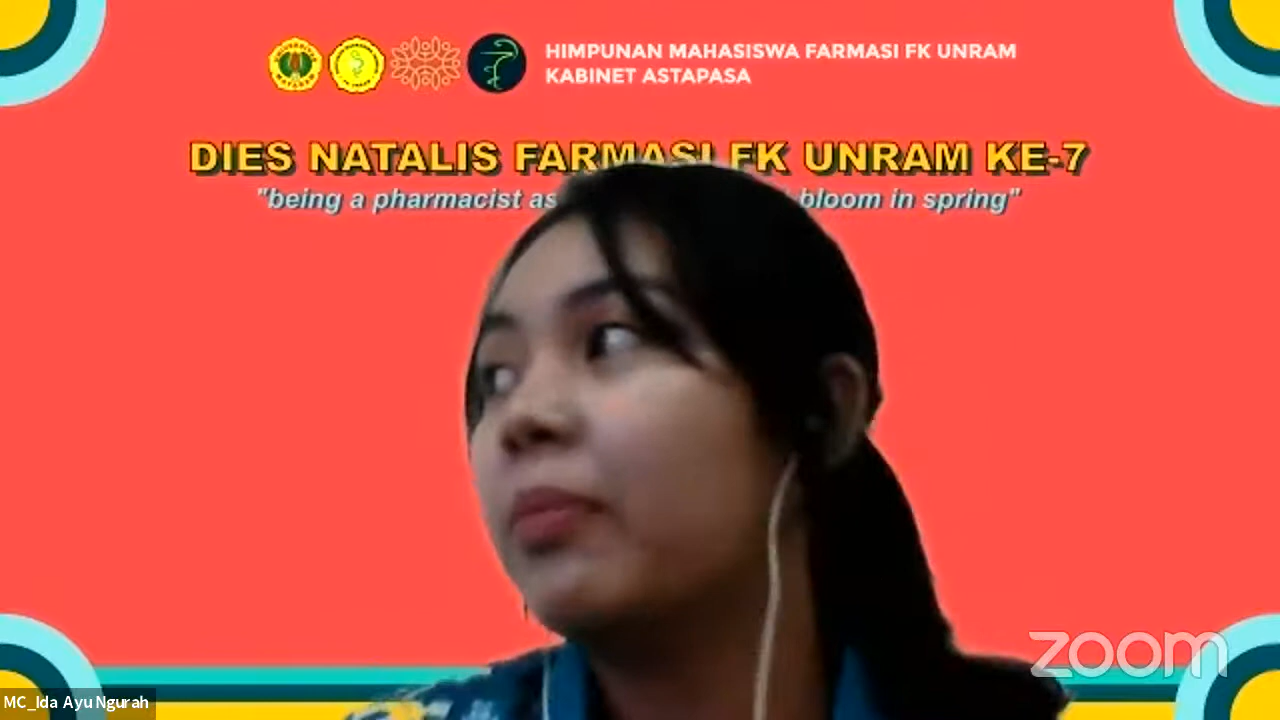 HIMPUNAN MAHASISWA FARMASI FK UNRAM
KABINET ASTAPASA
DIES NATALIS FARMASI FK UNRAM KE-7
"being a pharmacist as bloom in spring"
zoom
MC_Ida Ayu Ngurah